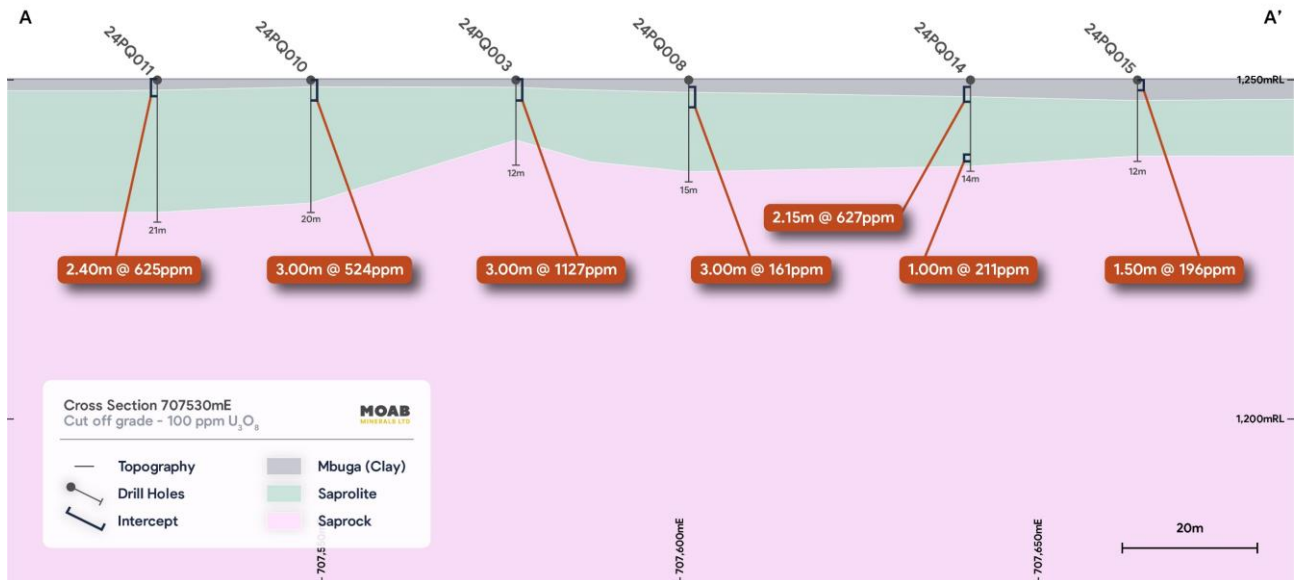 A
A'
24PQ011
24PQ010
24PQ003
24PQ008
24PQ014
24PQ015
1,250mRL
12m
15m
14m
12m
20m
21m
2.15m @ 627ppm
2.40m @ 625ppm
3.00m @ 524ppm
3.00m @ 1127ppm
3.00m @ 161ppm
1.00m @ 211ppm
1.50m @ 196ppm
Cross Section 707530mE
Cut off grade - 100 ppm U₃O₈
MOAB
MINERALS LTD
1,200mRL
Topography
Mbuga (Clay)
Drill Holes
Saprolite
Intercept
Saprock
707,600mE
707,650mE
20m